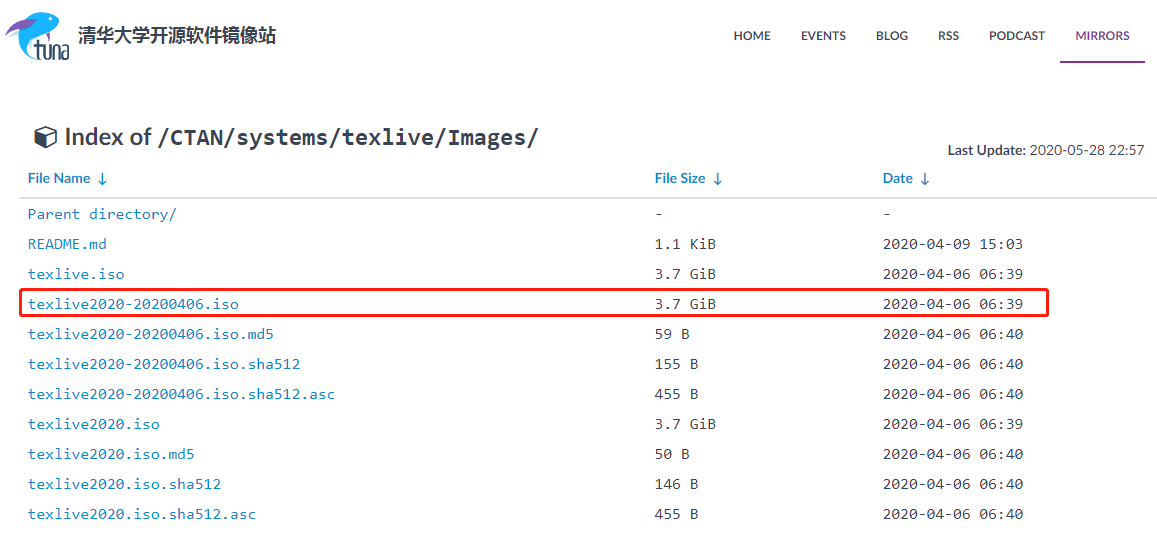 tuna 清华大学开源软件镜像站 HOME EVENTS BLOG RSS PODCAST MIRRORS
Index of /CTAN/systems/texlive/Images/
Last Update: 2020-05-28 22:57
File Name ↓ File Size ↓ Date ↓
Parent directory/ - -
README.md 1.1 KiB 2020-04-09 15:03
texlive.iso 3.7 GiB 2020-04-06 06:39
texlive2020-20200406.iso 3.7 GiB 2020-04-06 06:39
texlive2020-20200406.iso.md5 59 B 2020-04-06 06:40
texlive2020-20200406.iso.sha512 155 B 2020-04-06 06:40
texlive2020-20200406.iso.sha512.asc 455 B 2020-04-06 06:40
texlive2020.iso 3.7 GiB 2020-04-06 06:39
texlive2020.iso.md5 50 B 2020-04-06 06:40
texlive2020.iso.sha512 146 B 2020-04-06 06:40
texlive2020.iso.sha512.asc 455 B 2020-04-06 06:40